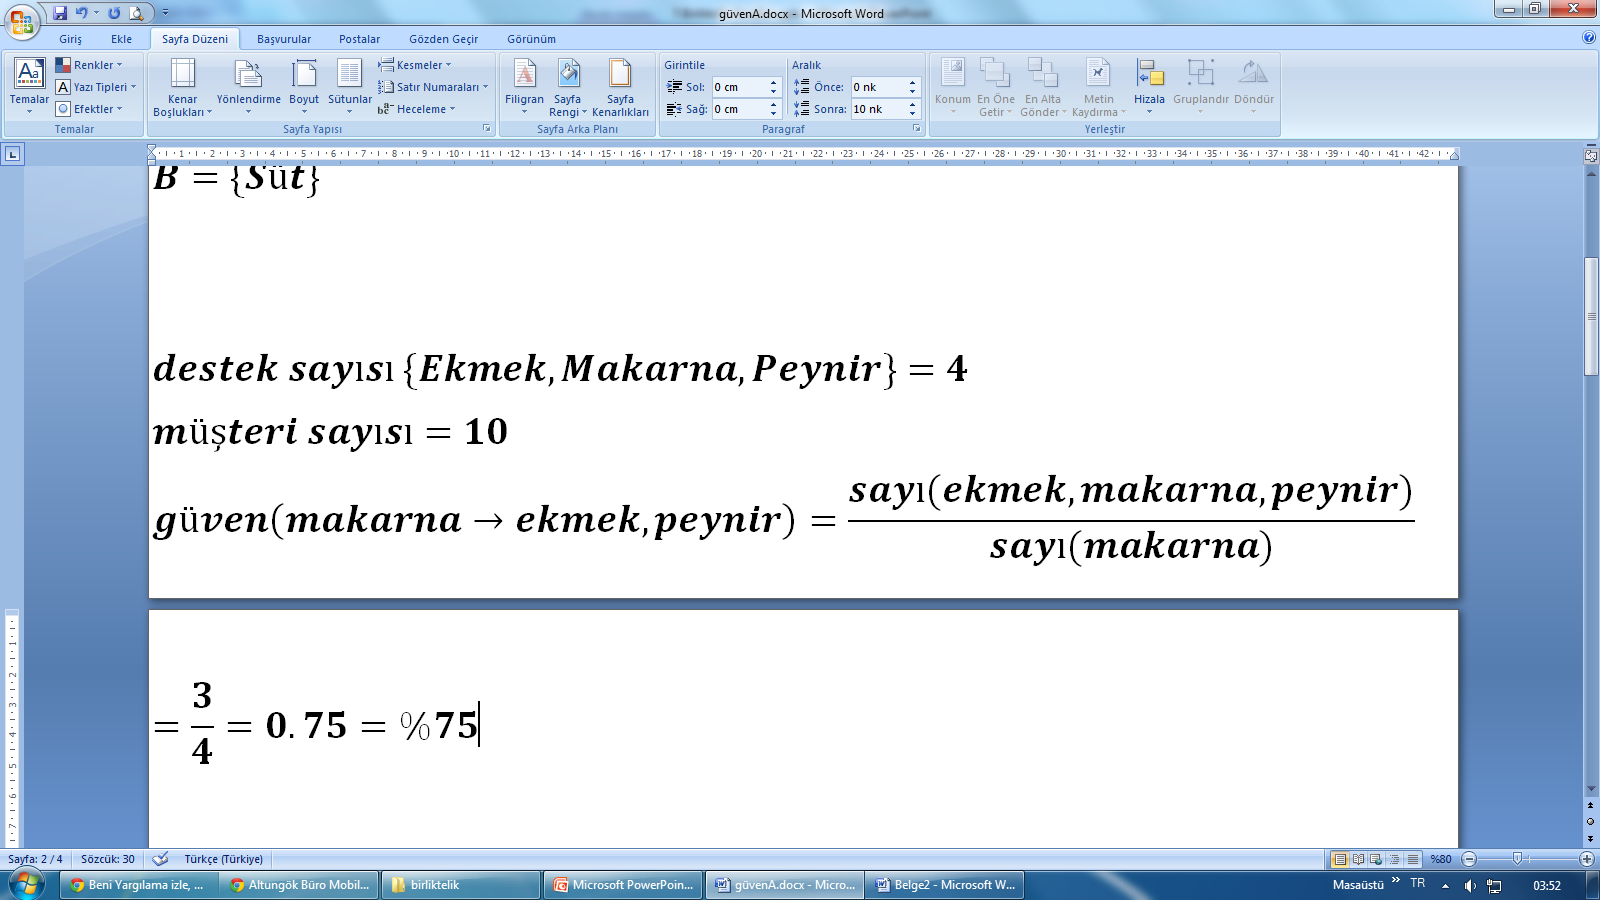 güvenA.docx - Microsoft Word
Giriş Ekle Sayfa Düzeni Başvurular Postalar Gözden Geçir Görünüm
Temalar
Renkler
Yazı Tipleri
Efektler
Temalar
Kenar Boşlukları
Yönlendirme
Boyut
Sütunlar
Kesmeler
Satır Numaraları
Heceleme
Sayfa Yapısı
Filigran
Sayfa Rengi
Sayfa Kenarlıkları
Sayfa Arka Planı
Girintile
Sol: 0 cm
Sağ: 0 cm
Aralık
Önce: 0 nk
Sonra: 10 nk
Paragraf
Konum
En Öne Getir
En Alta Gönder
Metin Kaydırma
Hizala
Gruplandır
Döndür
Yerleştir
B = {Süt}
destek sayısı {Ekmek, Makarna, Peynir} = 4
müşteri sayısı = 10
güven(makarna → ekmek, peynir) = sayı(ekmek, makarna, peynir) / sayı(makarna)
= 3/4 = 0.75 = %75
Sayfa: 2 / 4 Sözcük: 30 Türkçe (Türkiye) %80
Beni Yargılama izle, ... Altungök Büro Mobil... birliktelik Microsoft PowerPoin... güvenA.docx - Micro... Belge2 - Microsoft W... Masaüstü TR 03:52